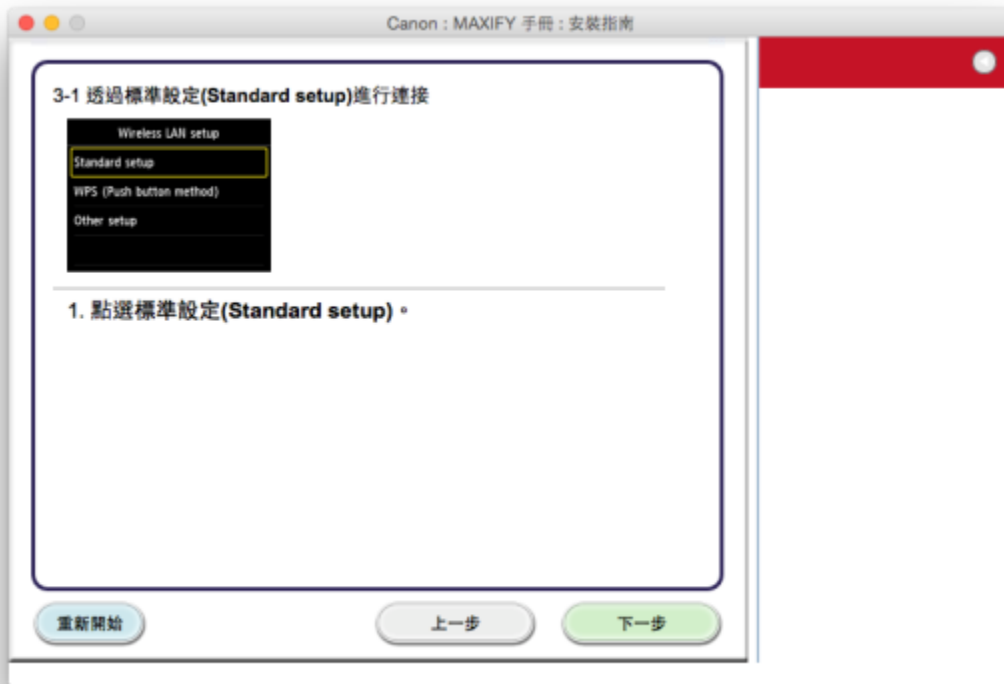 Canon : MAXIFY 手冊 : 安裝指南
3-1 透過標準設定(Standard setup)進行連接
Wireless LAN setup
Standard setup
WPS (Push button method)
Other setup
1. 點選標準設定(Standard setup)。
重新開始
上一步
下一步